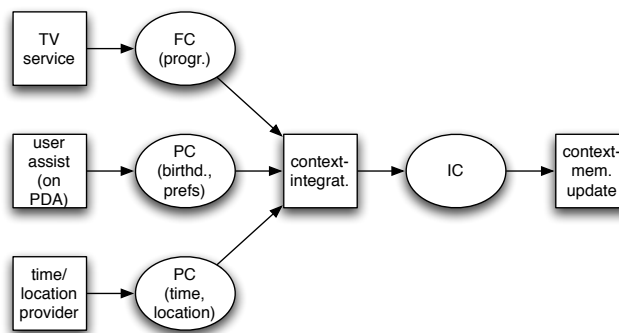 TV
service
FC
(progr.)
user
assist
(on
PDA)
PC
(birthd.,
prefs)
context-
integrat.
IC
context-
mem.
update
time/
location
provider
PC
(time,
location)